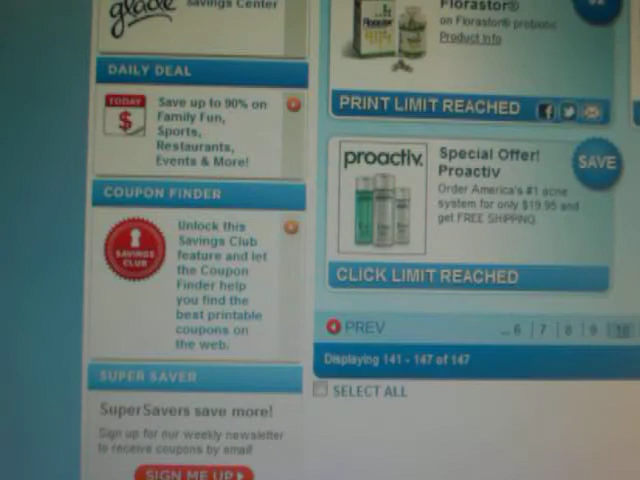 glade
Savings Center
DAILY DEAL
TODAY
$
Save up to 90% on
Family Fun,
Sports,
Restaurants,
Events & More!
COUPON FINDER
SAVINGS
CLUB
Unlock this
Savings Club
feature and let
the Coupon
Finder help
you find the
best printable
coupons on
the web.
SUPER SAVER
SuperSavers save more!
Sign up for our weekly newsletter
to receive coupons by email
SIGN ME UP
Florastor®
on Florastor® probiotic
Product Info
Florastor
PRINT LIMIT REACHED
proactiv.
Special Offer!
Proactiv
SAVE
Order America's #1 acne
system for only $19.95 and
get FREE SHIPPING.
CLICK LIMIT REACHED
PREV
... 6 | 7 | 8 | 9 | 10
Displaying 141 - 147 of 147
SELECT ALL